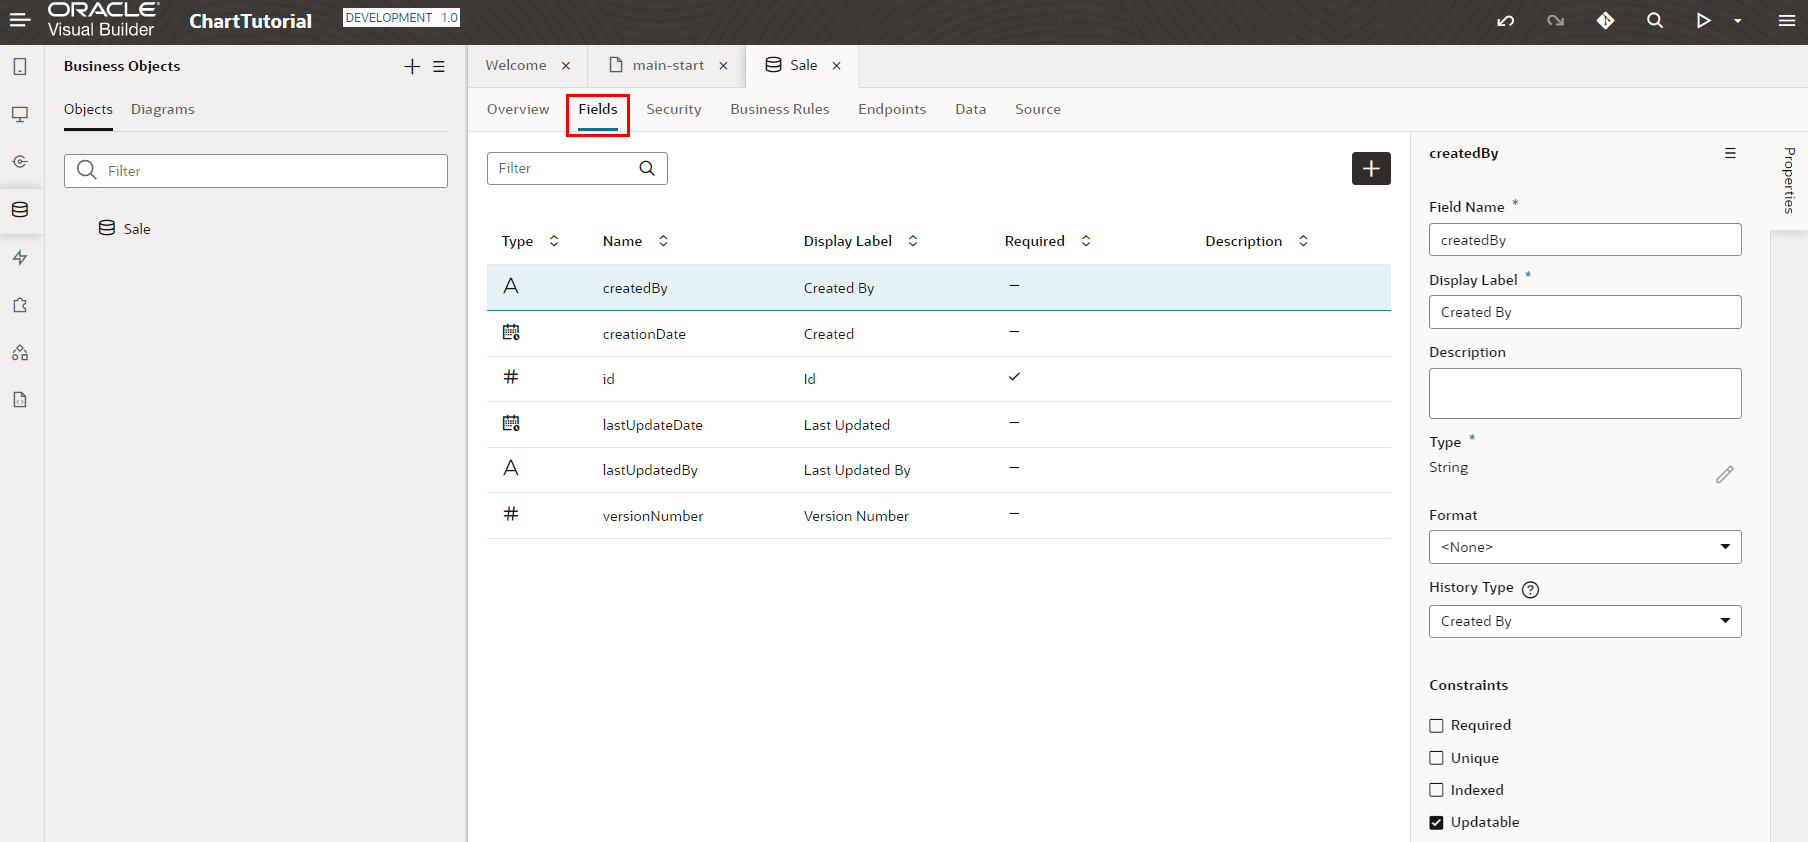 ORACLE
Visual Builder
ChartTutorial
DEVELOPMENT 1.0
Business Objects
Objects Diagrams
Filter
Sale
Welcome main-start Sale
Overview Fields Security Business Rules Endpoints Data Source
Filter
Type Name Display Label Required Description
createdBy Created By
creationDate Created
id Id
lastUpdateDate Last Updated
lastUpdatedBy Last Updated By
versionNumber Version Number
createdBy
Field Name *
createdBy
Display Label *
Created By
Description
Type *
String
Format
<None>
History Type ?
Created By
Constraints
Required
Unique
Indexed
Updatable
Properties